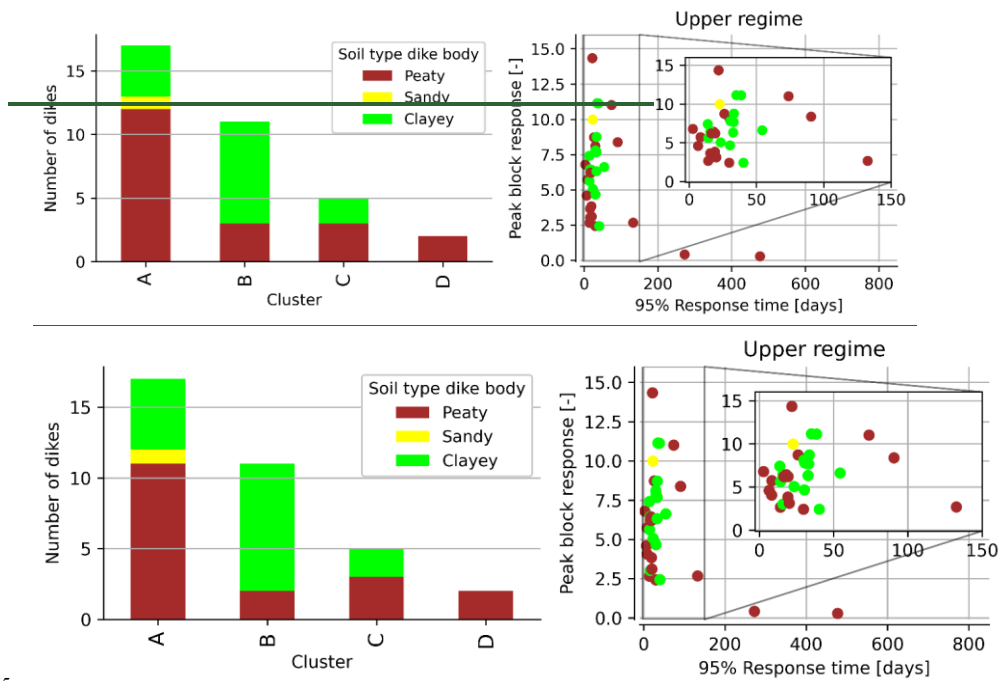 Upper regime
Number of dikes
15
10
5
0
Soil type dike body
Peaty
Sandy
Clayey
A
B
C
D
Cluster
Peak block response [-]
15.0
12.5
10.0
7.5
5.0
2.5
0.0
15
10
5
0
0 50 100 150
0 200 400 600 800
95% Response time [days]
Upper regime
Number of dikes
15
10
5
0
Soil type dike body
Peaty
Sandy
Clayey
A
B
C
D
Cluster
Peak block response [-]
15.0
12.5
10.0
7.5
5.0
2.5
0.0
15
10
5
0
0 50 100 150
0 200 400 600 800
95% Response time [days]